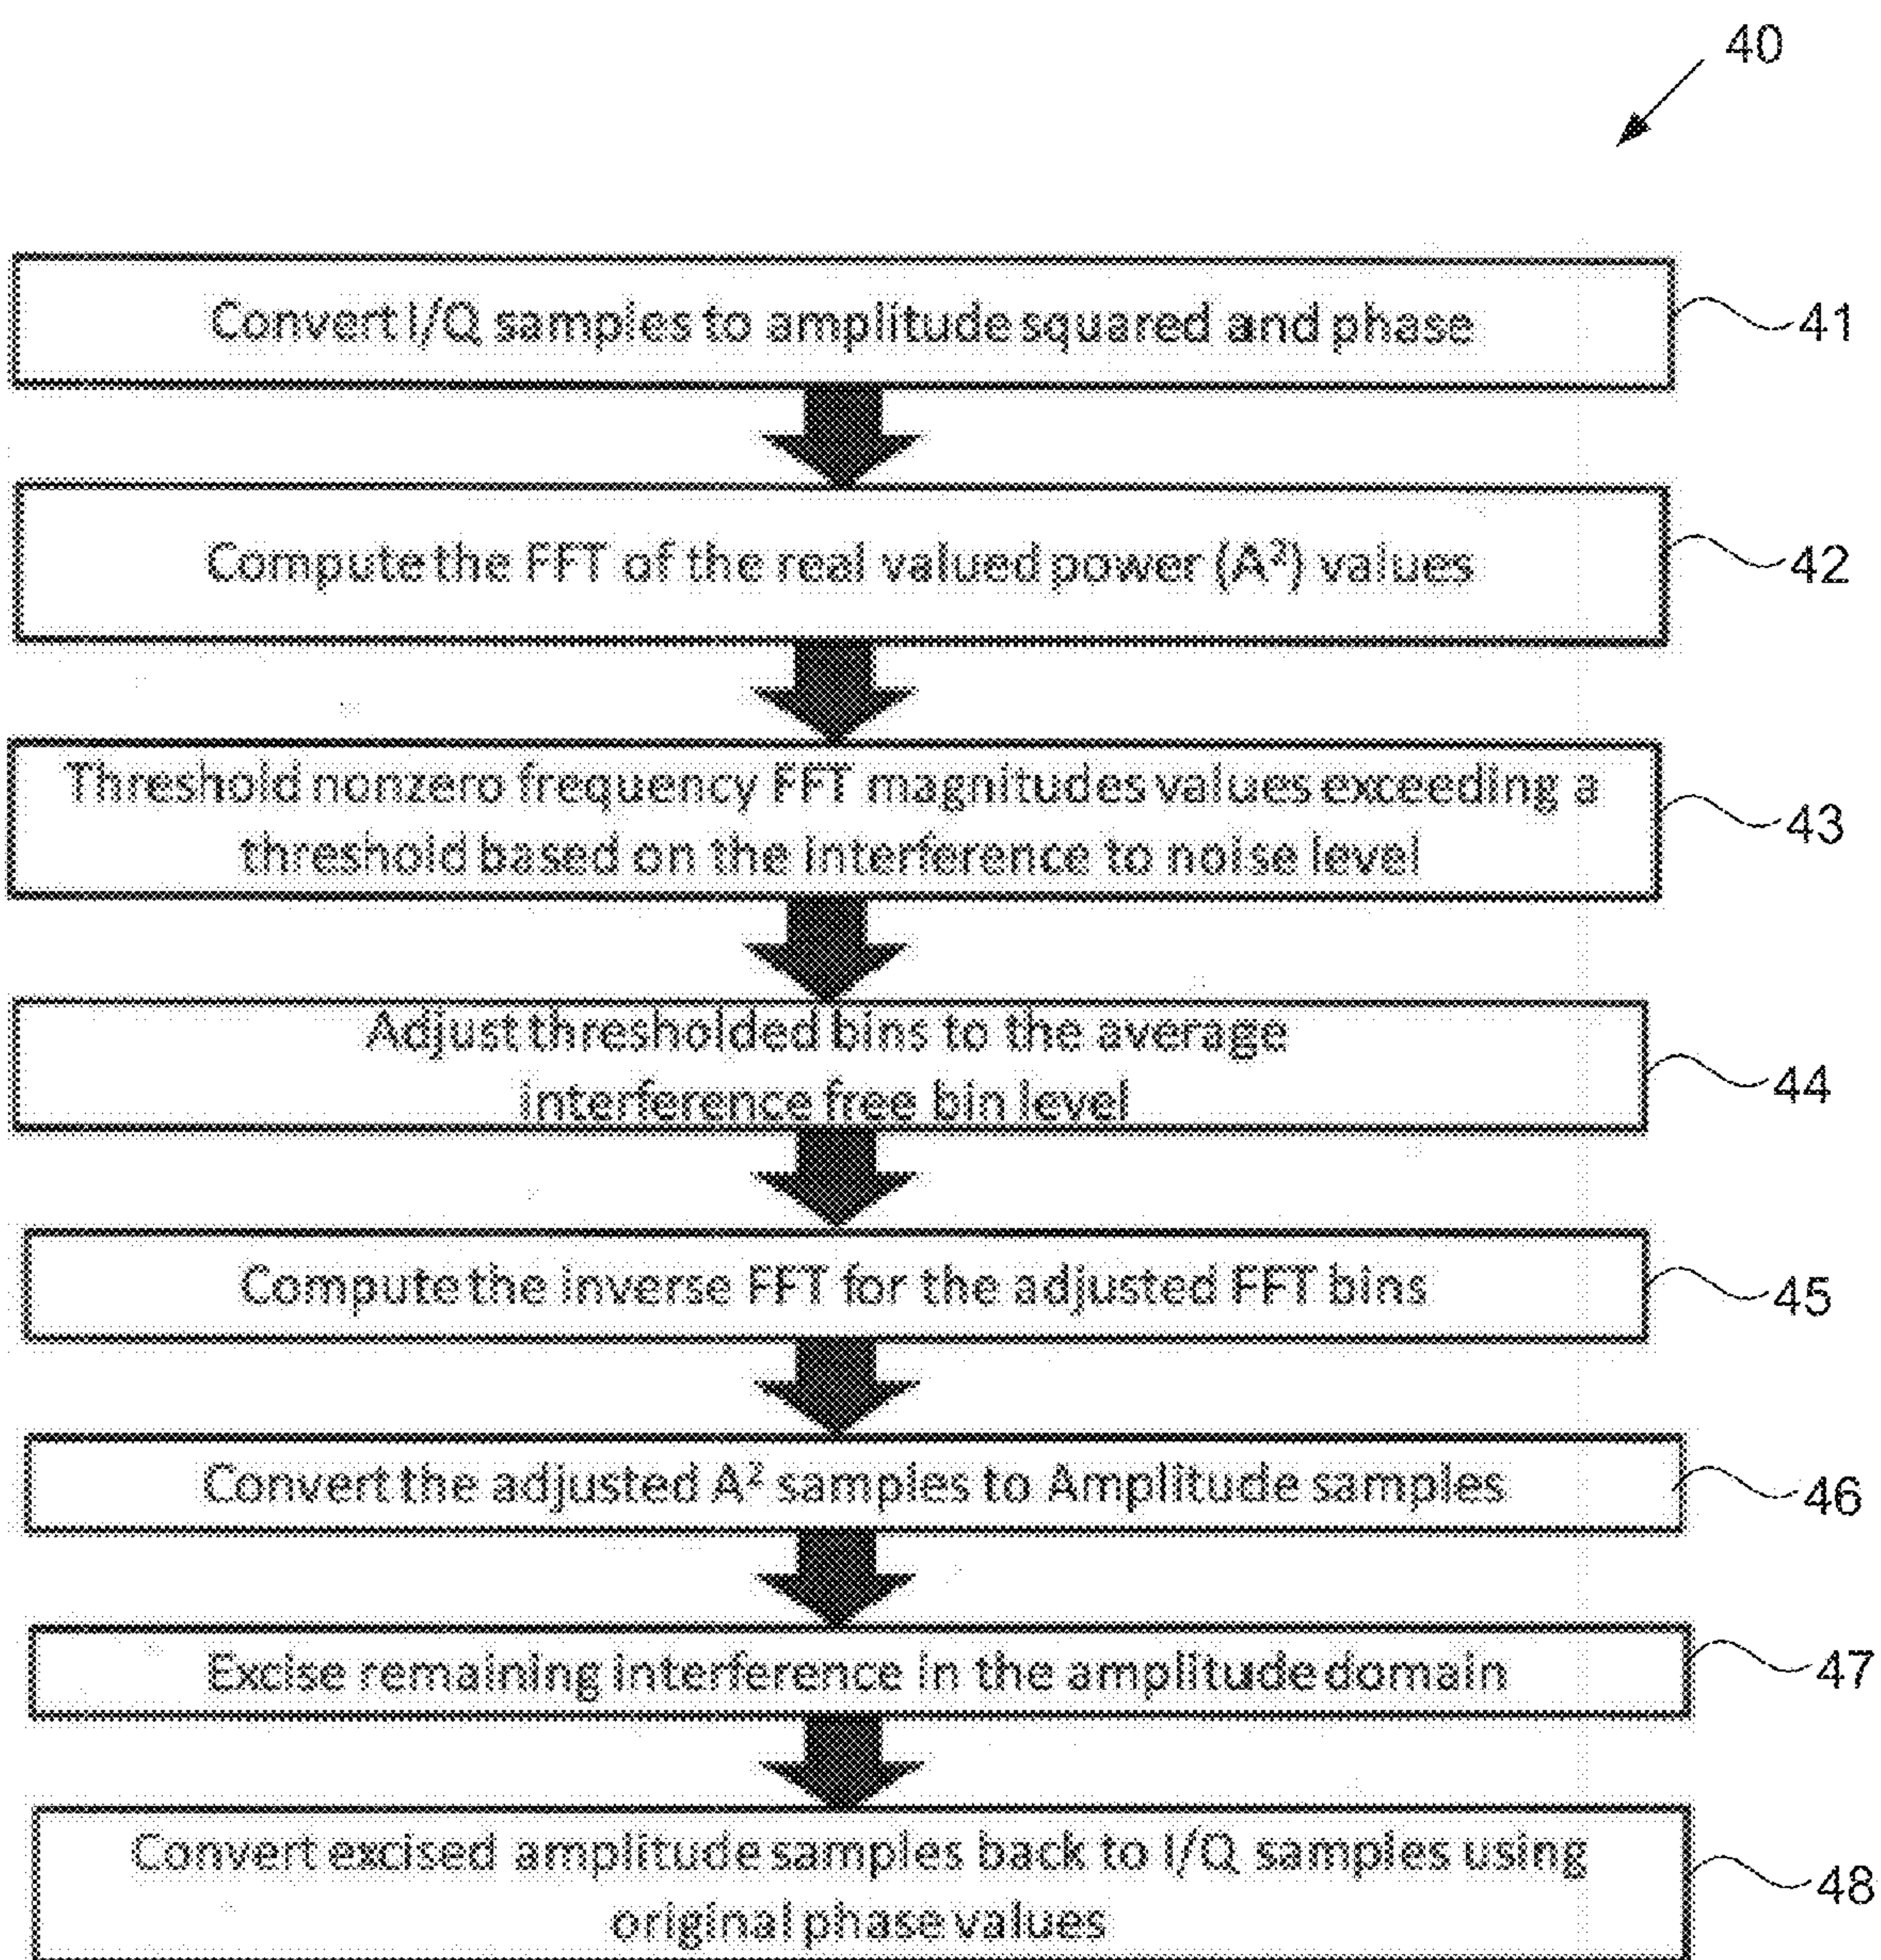 40
Convert I/Q samples to amplitude squared and phase
41
Compute the FFT of the real valued power (A²) values
42
Threshold nonzero frequency FFT magnitudes values exceeding a
threshold based on the interference to noise level
43
Adjust thresholded bins to the average
interference free bin level
44
Compute the inverse FFT for the adjusted FFT bins
45
Convert the adjusted A² samples to Amplitude samples
46
Excise remaining interference in the amplitude domain
47
Convert excised amplitude samples back to I/Q samples using
original phase values
48